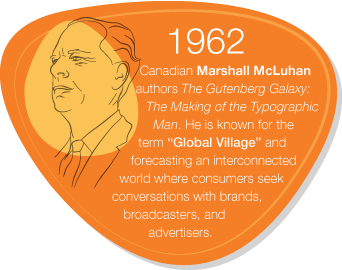 1962
Canadian Marshall McLuhan
authors The Gutenberg Galaxy:
The Making of the Typographic
Man. He is known for the
term “Global Village” and
forecasting an interconnected
world where consumers seek
conversations with brands,
broadcasters, and
advertisers.